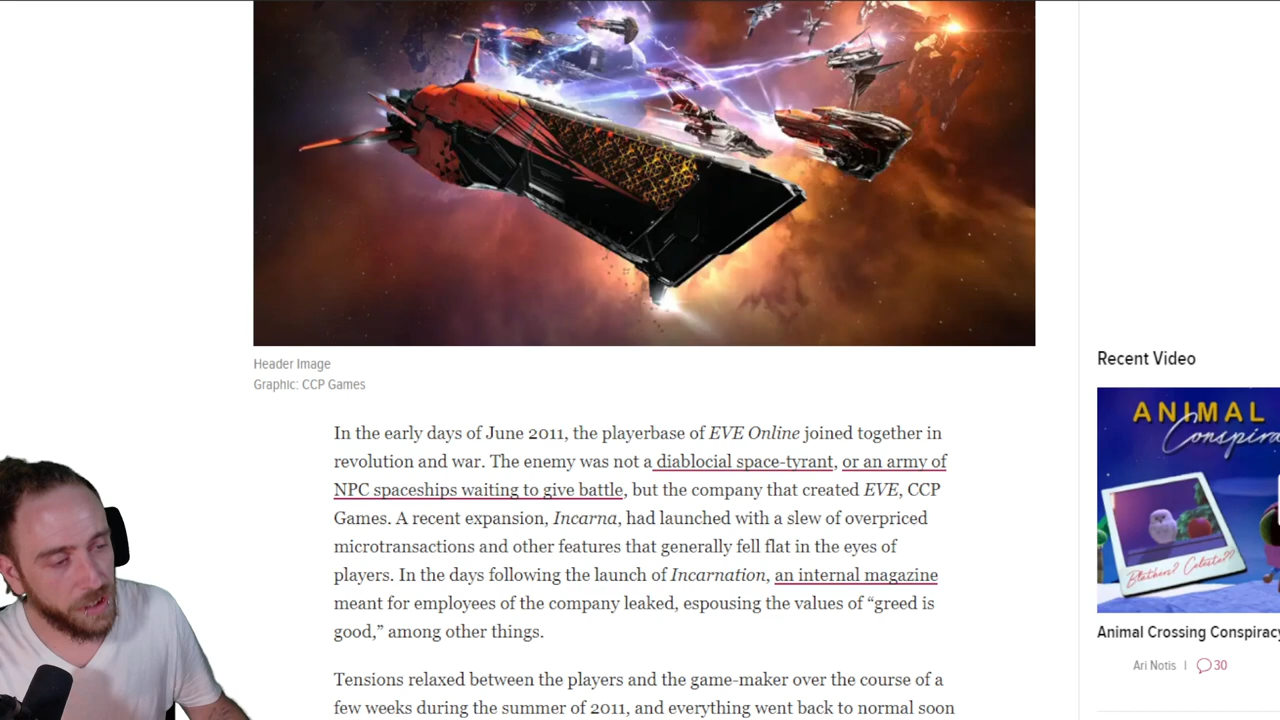 Header Image
Graphic: CCP Games
In the early days of June 2011, the playerbase of EVE Online joined together in
revolution and war. The enemy was not a diablocial space-tyrant, or an army of
NPC spaceships waiting to give battle, but the company that created EVE, CCP
Games. A recent expansion, Incarna, had launched with a slew of overpriced
microtransactions and other features that generally fell flat in the eyes of
players. In the days following the launch of Incarnation, an internal magazine
meant for employees of the company leaked, espousing the values of “greed is
good,” among other things.
Tensions relaxed between the players and the game-maker over the course of a
few weeks during the summer of 2011, and everything went back to normal soon
Recent Video
ANIMAL
Conspira
Blathers? Celeste??
Animal Crossing Conspiracy
Ari Notis | 30